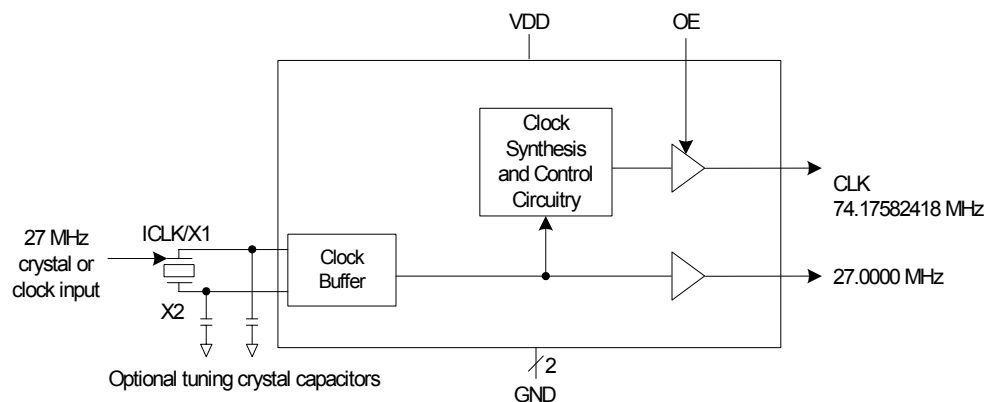 VDD
OE
Clock
Synthesis
and Control
Circuitry
CLK
74.17582418 MHz
27 MHz
crystal or
clock input
ICLK/X1
X2
Clock
Buffer
27.0000 MHz
Optional tuning crystal capacitors
2
GND